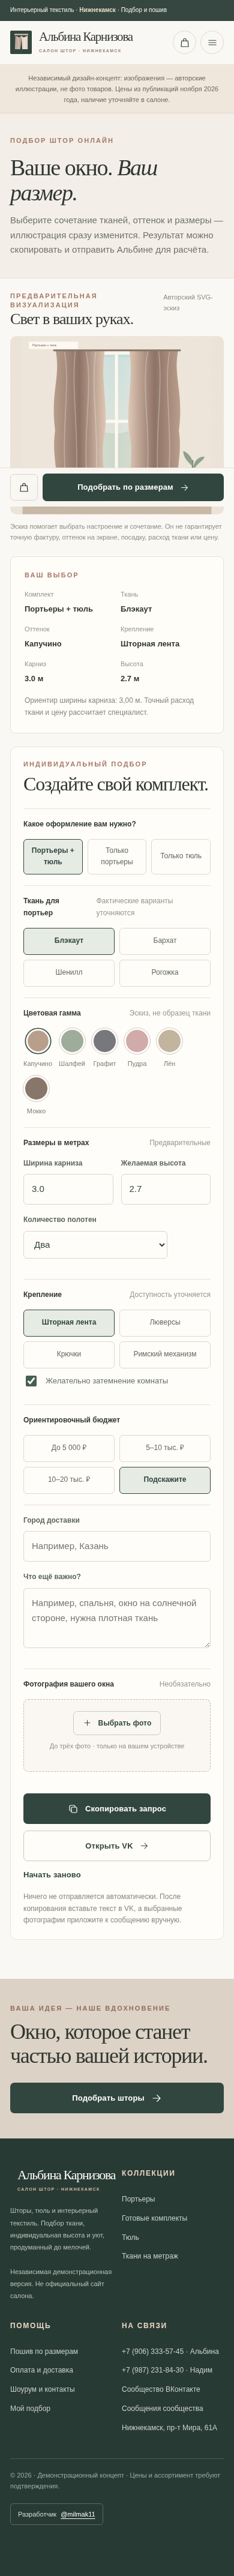 Интерьерный текстиль · Нижнекамск · Подбор и пошив
Альбина Карнизова
САЛОН ШТОР · НИЖНЕКАМСК
Независимый дизайн-концепт: изображения — авторские
иллюстрации, не фото товаров. Цены из публикаций ноября 2026
года, наличие уточняйте в салоне.
ПОДБОР ШТОР ОНЛАЙН
Ваше окно. Ваш
размер.
Выберите сочетание тканей, оттенок и размеры —
иллюстрация сразу изменится. Результат можно
скопировать и отправить Альбине для расчёта.
ПРЕДВАРИТЕЛЬНАЯ
ВИЗУАЛИЗАЦИЯ
Свет в ваших руках.
Авторский SVG-
эскиз
Портьеры + тюль
Подобрать по размерам
Эскиз помогает выбрать настроение и сочетание. Он не гарантирует
точную фактуру, оттенок на экране, посадку, расход ткани или цену.
ВАШ ВЫБОР
Комплект
Ткань
Портьеры + тюль
Блэкаут
Оттенок
Крепление
Капучино
Шторная лента
Карниз
Высота
3.0 м
2.7 м
Ориентир ширины карниза: 3,00 м. Точный расход
ткани и цену рассчитает специалист.
ИНДИВИДУАЛЬНЫЙ ПОДБОР
Создайте свой комплект.
Какое оформление вам нужно?
Портьеры +
тюль
Только
портьеры
Только тюль
Ткань для
портьер
Фактические варианты
уточняются
Блэкаут
Бархат
Шенилл
Рогожка
Цветовая гамма
Эскиз, не образец ткани
Капучино
Шалфей
Графит
Пудра
Лён
Мокко
Размеры в метрах
Предварительные
Ширина карниза
Желаемая высота
3.0
2.7
Количество полотен
Два
Крепление
Доступность уточняется
Шторная лента
Люверсы
Крючки
Римский механизм
Желательно затемнение комнаты
Ориентировочный бюджет
До 5 000 ₽
5–10 тыс. ₽
10–20 тыс. ₽
Подскажите
Город доставки
Например, Казань
Что ещё важно?
Например, спальня, окно на солнечной
стороне, нужна плотная ткань
Фотография вашего окна
Необязательно
Выбрать фото
До трёх фото · только на вашем устройстве
Скопировать запрос
Открыть VK
Начать заново
Ничего не отправляется автоматически. После
копирования вставьте текст в VK, а выбранные
фотографии приложите к сообщению вручную.
ВАША ИДЕЯ — НАШЕ ВДОХНОВЕНИЕ
Окно, которое станет
частью вашей истории.
Подобрать шторы
Альбина Карнизова
САЛОН ШТОР · НИЖНЕКАМСК
Шторы, тюль и интерьерный
текстиль. Подбор ткани,
индивидуальная высота и уют,
продуманный до мелочей.
Независимая демонстрационная
версия. Не официальный сайт
салона.
КОЛЛЕКЦИИ
Портьеры
Готовые комплекты
Тюль
Ткани на метраж
ПОМОЩЬ
Пошив по размерам
Оплата и доставка
Шоурум и контакты
Мой подбор
НА СВЯЗИ
+7 (906) 333-57-45 · Альбина
+7 (987) 231-84-30 · Надим
Сообщество ВКонтакте
Сообщения сообщества
Нижнекамск, пр-т Мира, 61А
© 2026 · Демонстрационный концепт · Цены и ассортимент требуют
подтверждения.
Разработчик @milmak11